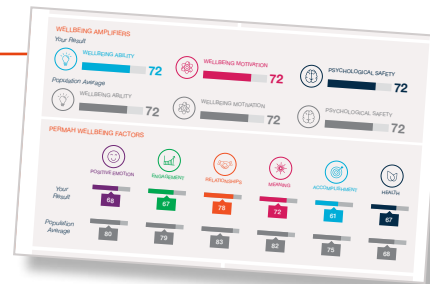 WELLBEING AMPLIFIERS
Your Result
WELLBEING ABILITY
72
WELLBEING MOTIVATION
72
PSYCHOLOGICAL SAFETY
72
Population Average
WELLBEING ABILITY
72
WELLBEING MOTIVATION
72
PSYCHOLOGICAL SAFETY
72
PERMAH WELLBEING FACTORS
POSITIVE EMOTION
ENGAGEMENT
RELATIONSHIPS
MEANING
ACCOMPLISHMENT
HEALTH
Your
Result
68
67
78
72
61
67
Population
Average
80
79
83
82
75
68